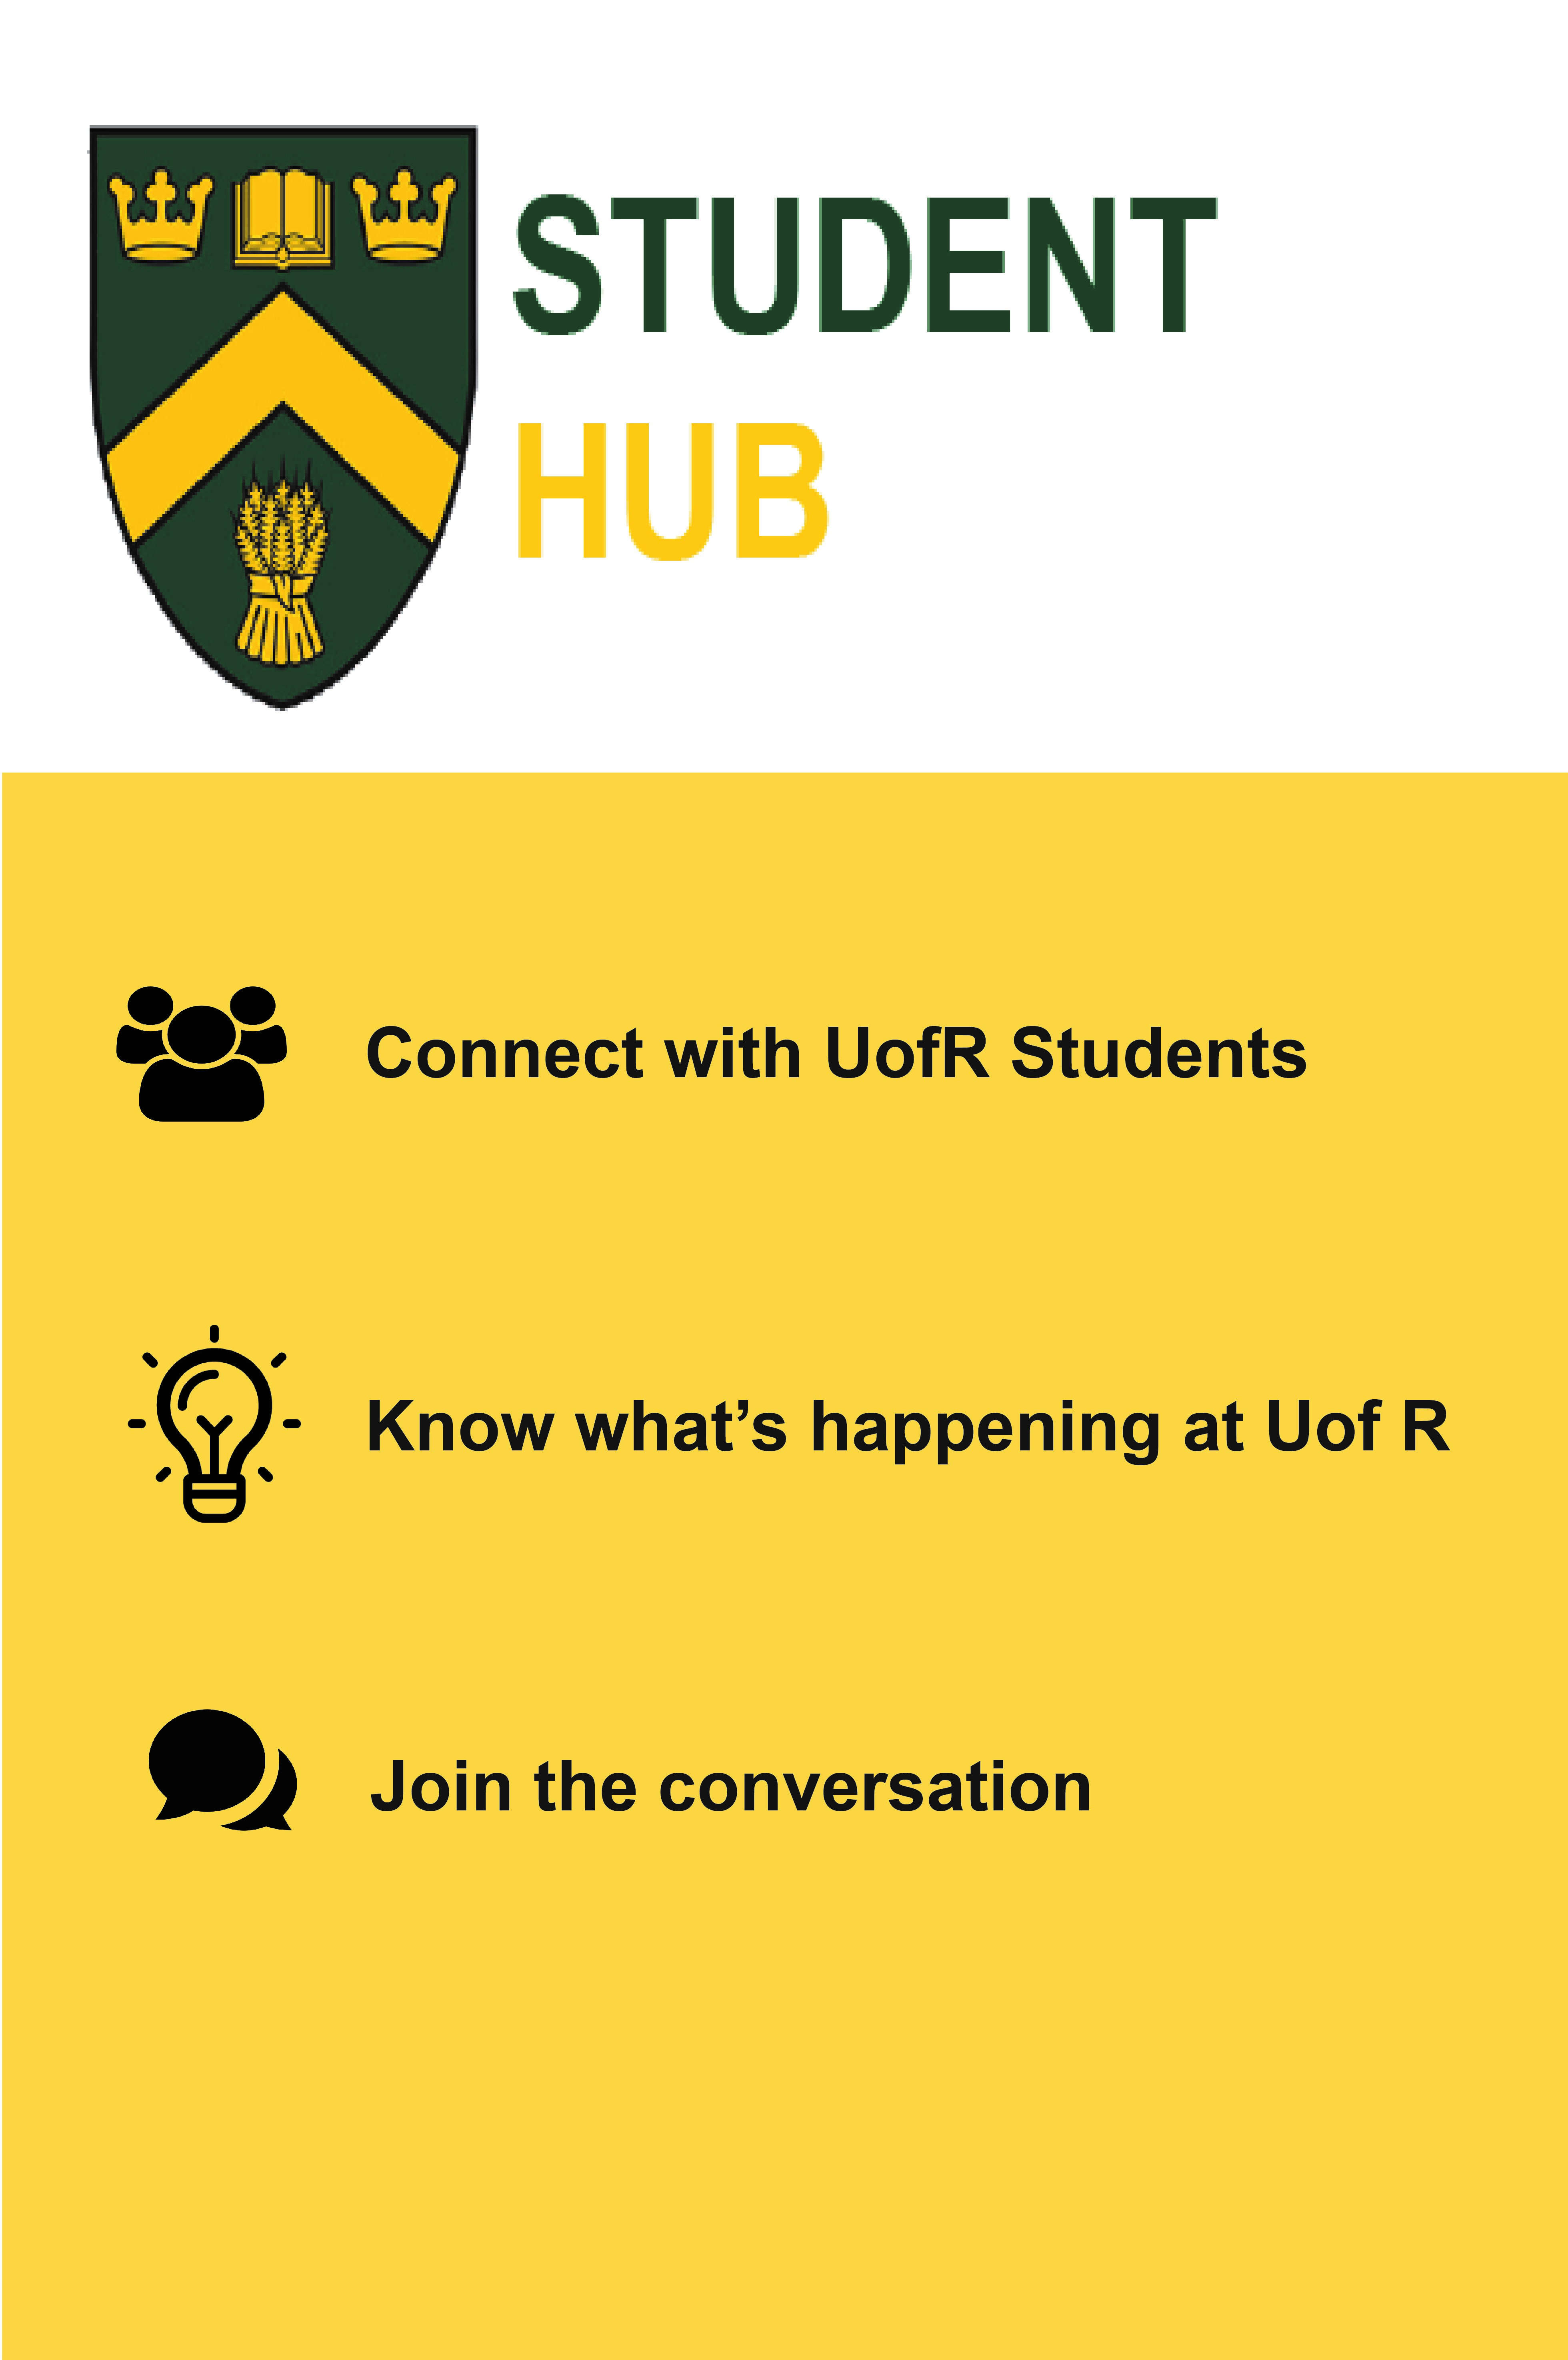 STUDENT
HUB
Connect with UofR Students
Know what’s happening at Uof R
Join the conversation